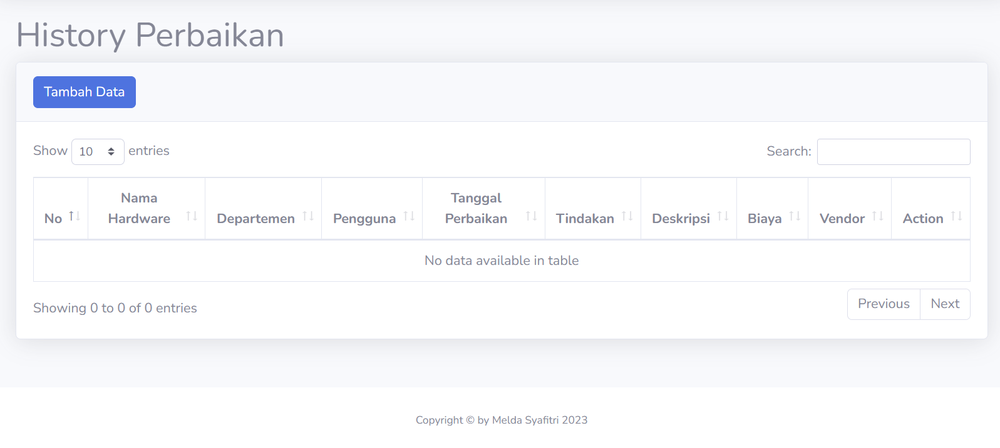 History Perbaikan
Tambah Data
Show 10 entries
Search:
No
Nama
Hardware
Departemen
Pengguna
Tanggal
Perbaikan
Tindakan
Deskripsi
Biaya
Vendor
Action
No data available in table
Showing 0 to 0 of 0 entries
Previous
Next
Copyright © by Melda Syafitri 2023